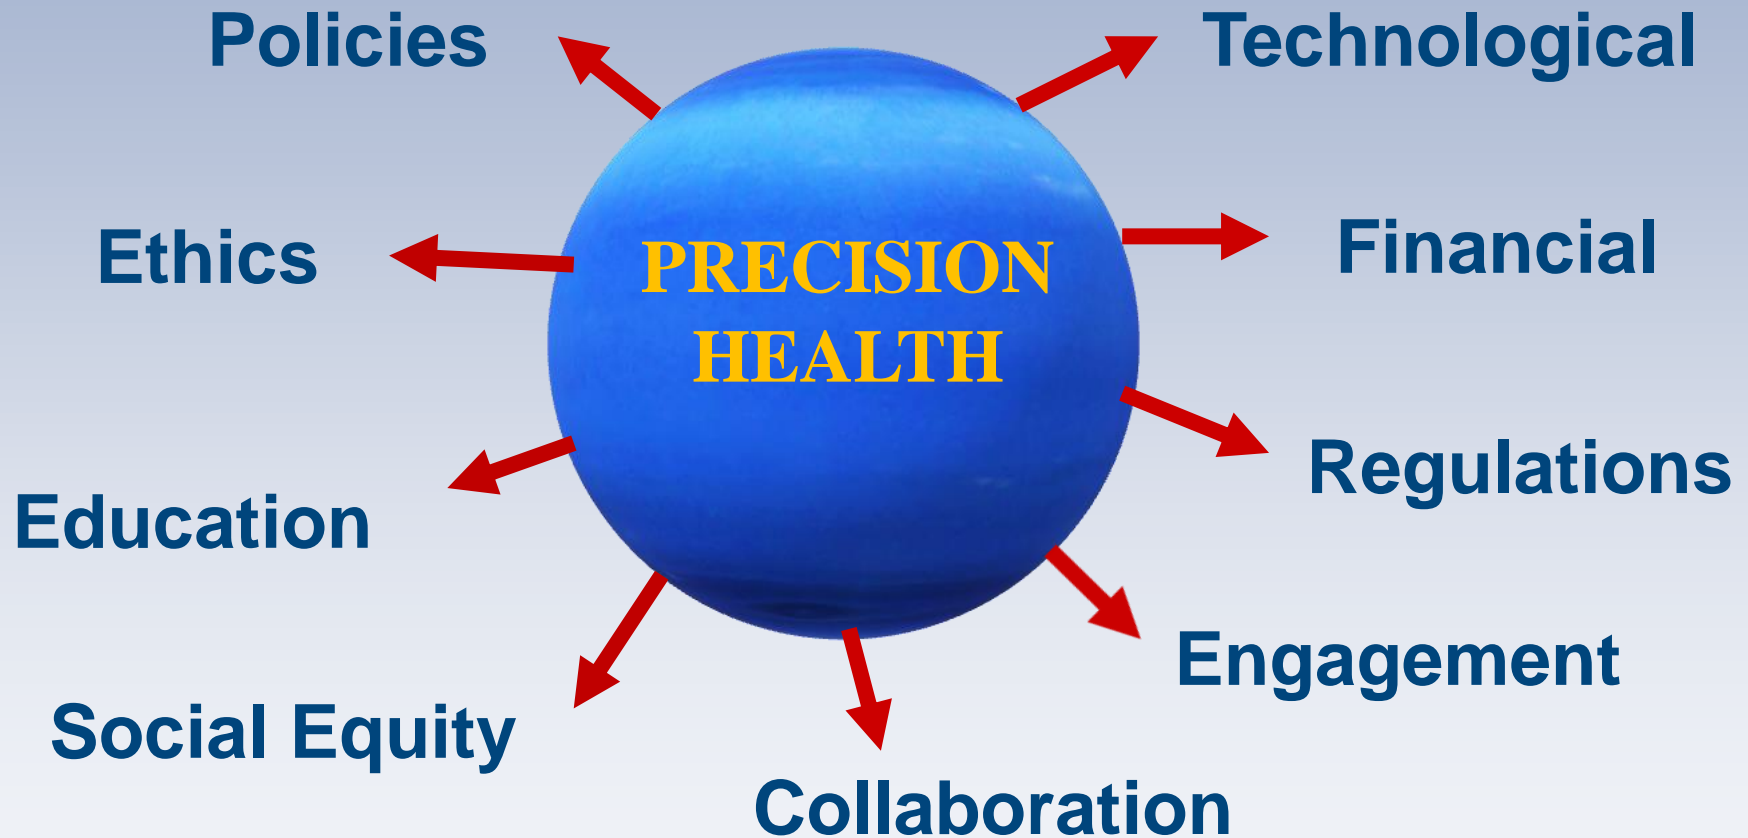 Policies
Technological
Ethics
PRECISION
HEALTH
Financial
Education
Regulations
Social Equity
Engagement
Collaboration